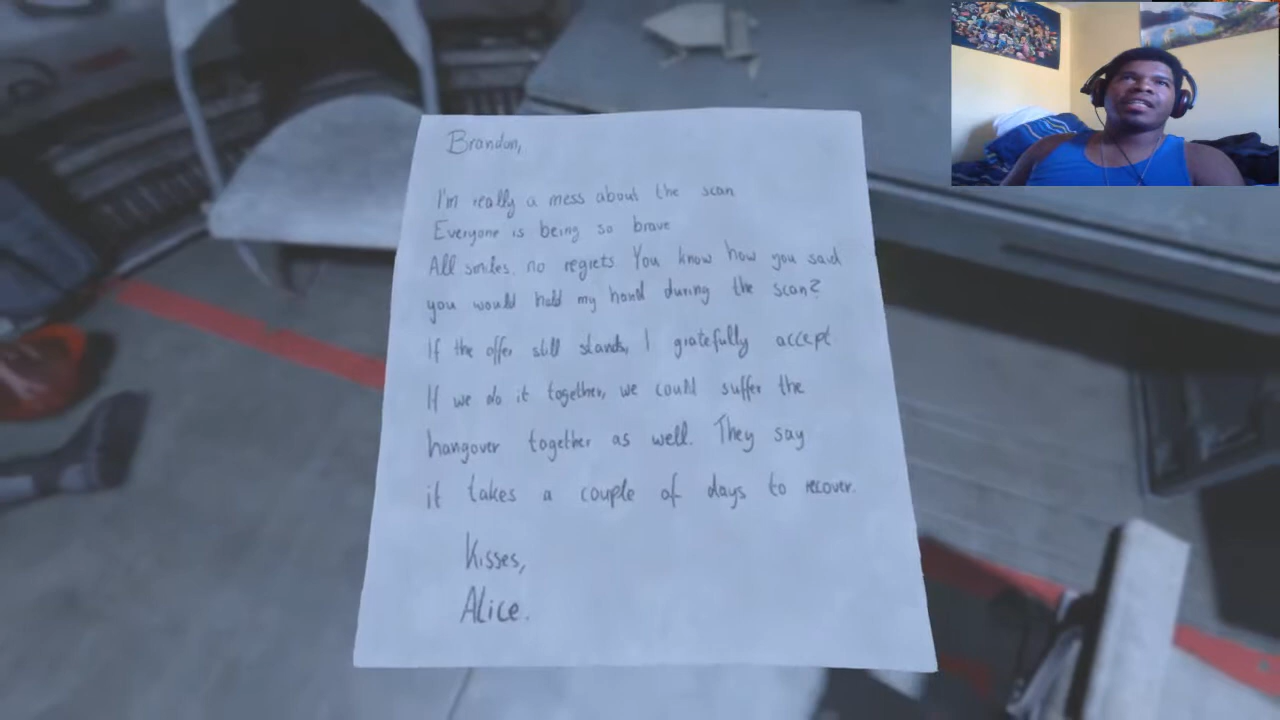 Brandon,
I'm really a mess about the scan
Everyone is being so brave
All smiles, no regrets You know how you said
you would hold my hand during the scan?
If the offer still stands, I gratefully accept
If we do it together, we could suffer the
hangover together as well. They say
it takes a couple of days to recover.
Kisses,
Alice.